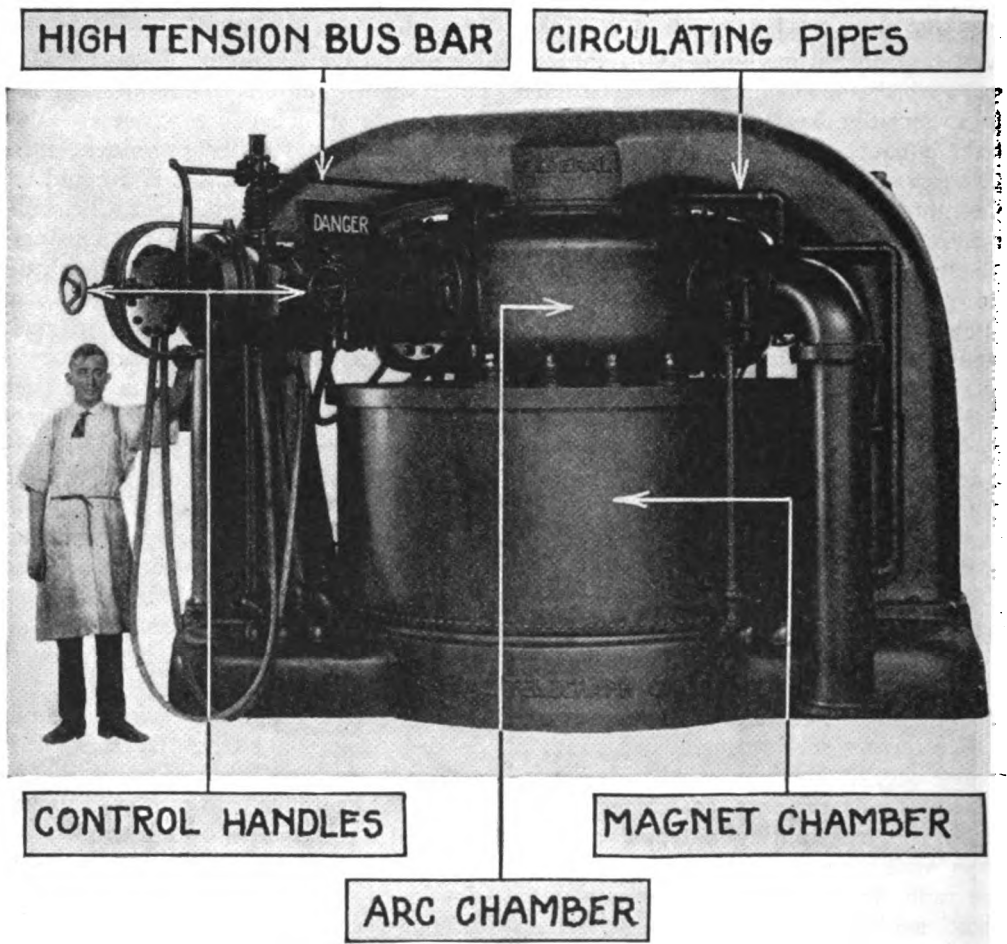 HIGH TENSION BUS BAR
CIRCULATING PIPES
DANGER
CONTROL HANDLES
MAGNET CHAMBER
ARC CHAMBER